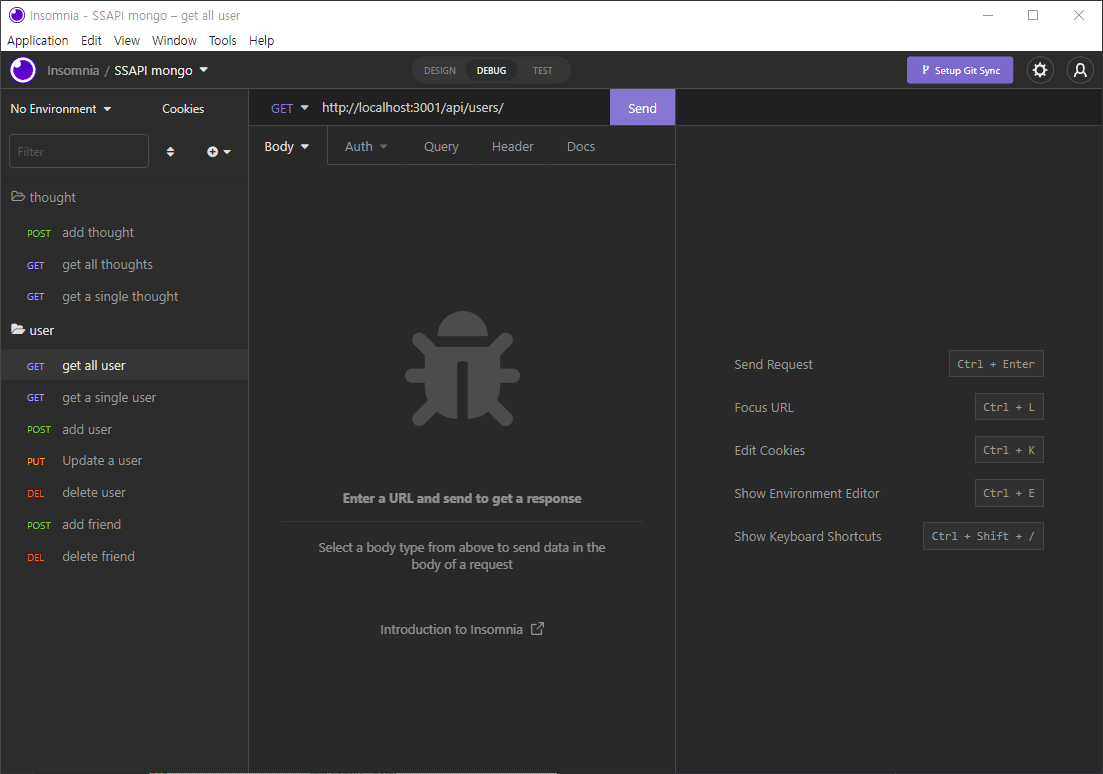 Insomnia - SSAPI mongo – get all user
Application Edit View Window Tools Help
Insomnia / SSAPI mongo
DESIGN DEBUG TEST
Setup Git Sync
No Environment Cookies
GET http://localhost:3001/api/users/ Send
Filter
Body Auth Query Header Docs
thought
POST add thought
GET get all thoughts
GET get a single thought
user
GET get all user
GET get a single user
POST add user
PUT Update a user
DEL delete user
POST add friend
DEL delete friend
Enter a URL and send to get a response
Select a body type from above to send data in the
body of a request
Introduction to Insomnia
Send Request Ctrl + Enter
Focus URL Ctrl + L
Edit Cookies Ctrl + K
Show Environment Editor Ctrl + E
Show Keyboard Shortcuts Ctrl + Shift + /